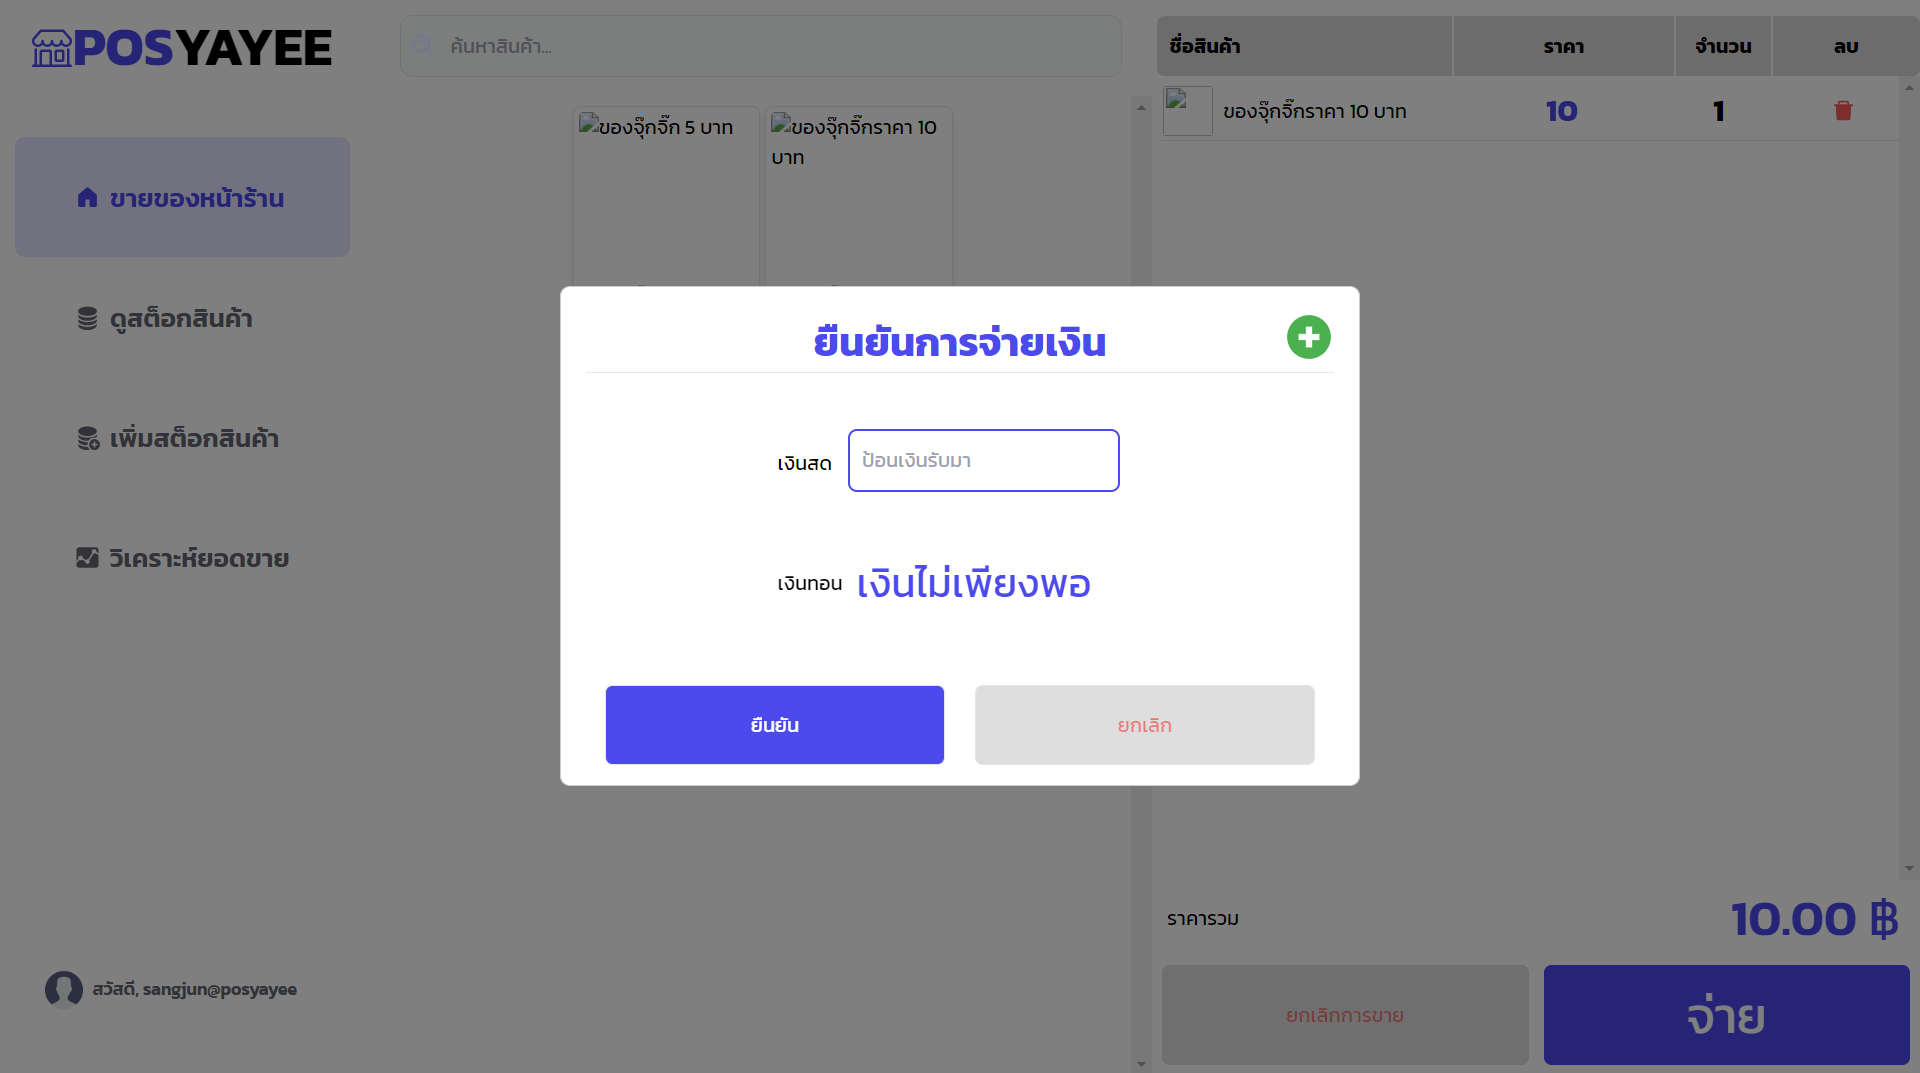 POSYAYEE
ขายของหน้าร้าน
ดูสต็อกสินค้า
เพิ่มสต็อกสินค้า
วิเคราะห์ยอดขาย
สวัสดี, sangjun@posyayee
ค้นหาสินค้า...
ของจุ๊กจิ๊ก 5 บาท
ของจุ๊กจิ๊กราคา 10
บาท
ชื่อสินค้า ราคา จำนวน ลบ
ของจุ๊กจิ๊กราคา 10 บาท 10 1
ยืนยันการจ่ายเงิน
เงินสด ป้อนเงินรับมา
เงินทอน เงินไม่เพียงพอ
ยืนยัน ยกเลิก
ราคารวม 10.00 ฿
ยกเลิกการขาย จ่าย